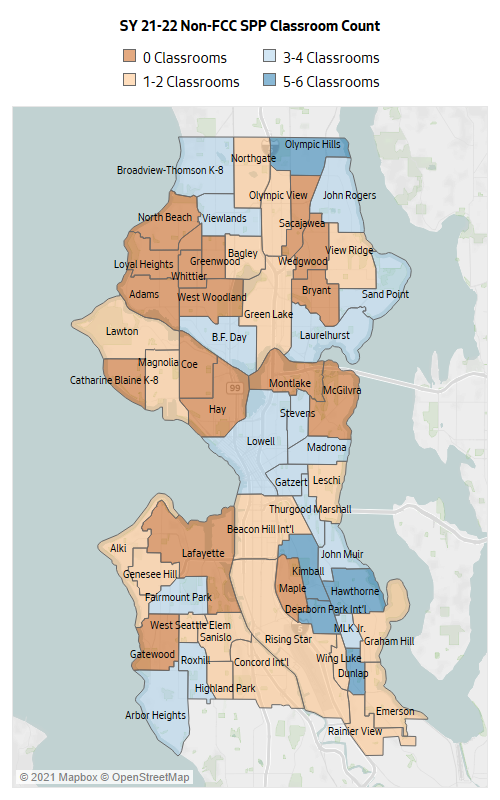 SY 21-22 Non-FCC SPP Classroom Count
0 Classrooms
3-4 Classrooms
1-2 Classrooms
5-6 Classrooms
Olympic Hills
Northgate
Broadview-Thomson K-8
Olympic View
John Rogers
North Beach
Viewlands
Sacajawea
Bagley
View Ridge
Loyal Heights
Greenwood
Wedgwood
Whittier
Adams
West Woodland
Bryant
Sand Point
Green Lake
Lawton
B.F. Day
Laurelhurst
Magnolia
Coe
Catharine Blaine K-8
Montlake
99
McGilvra
Hay
Stevens
Lowell
Madrona
Gatzert
Leschi
Thurgood Marshall
Beacon Hill Int'l
Alki
Lafayette
John Muir
Genesee Hill
Kimball
Maple
Hawthorne
Fairmount Park
Dearborn Park Int'l
West Seattle Elem
MLK Jr.
Sanislo
Rising Star
Graham Hill
Gatewood
Roxhill
Concord Int'l
Wing Luke
Dunlap
Highland Park
Arbor Heights
Emerson
Rainier View
© 2021 Mapbox © OpenStreetMap